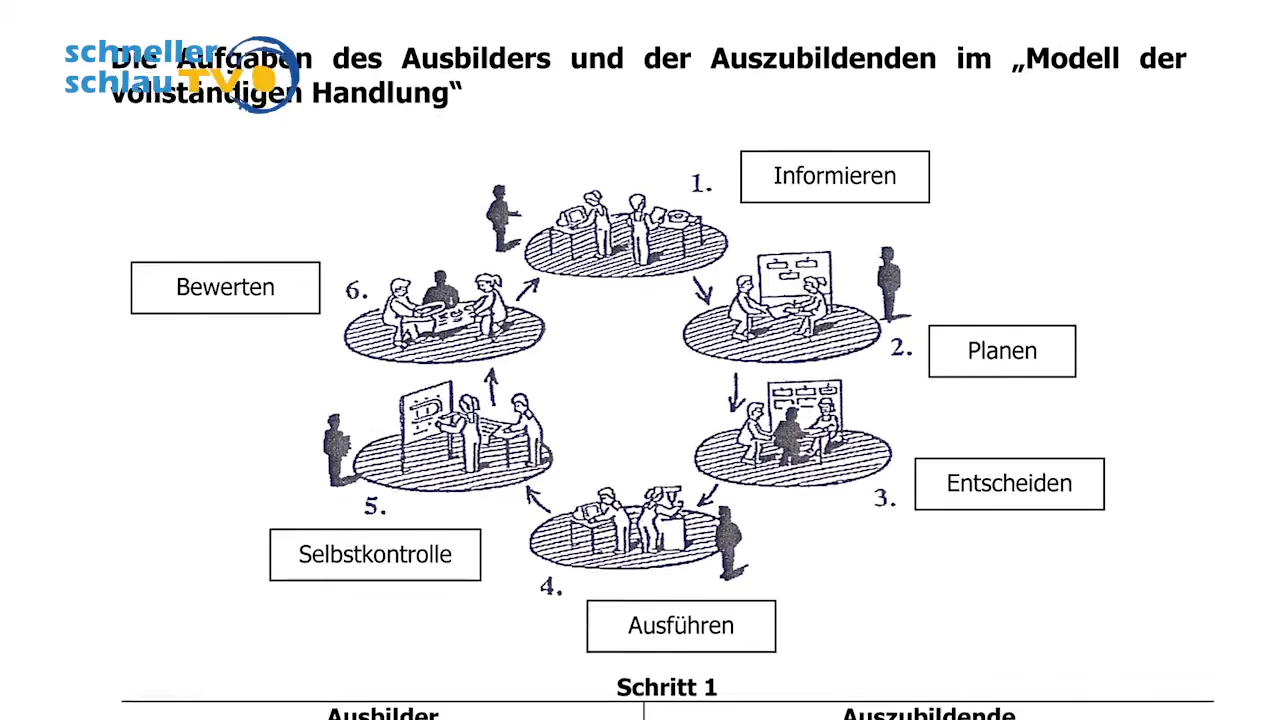 schneller
schlau TV
Die Aufgaben des Ausbilders und der Auszubildenden im „Modell der
vollständigen Handlung“
1.
Informieren
Bewerten
6.
2.
Planen
3.
Entscheiden
5.
Selbstkontrolle
4.
Ausführen
Schritt 1
Ausbilder
Auszubildende